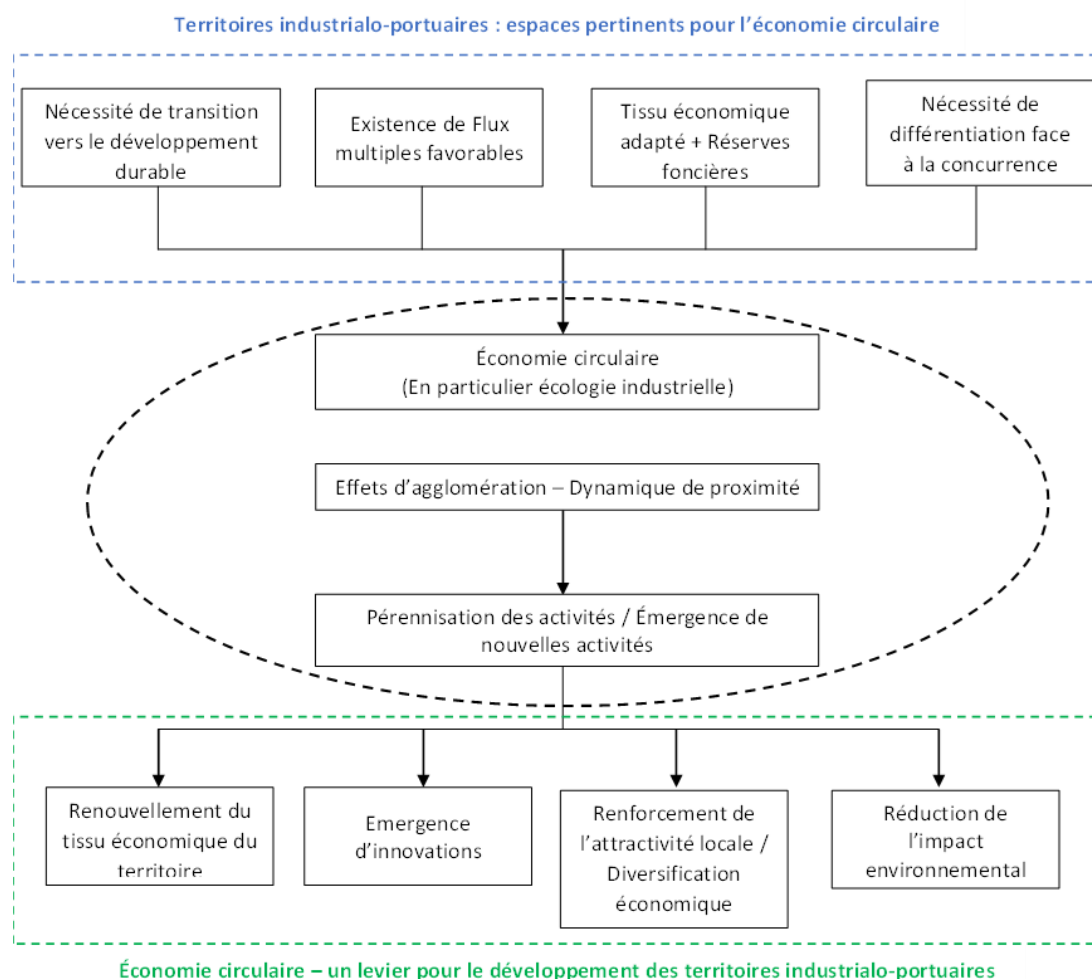 Territoires industrialo-portuaires : espaces pertinents pour l’économie circulaire
Nécessité de transition
vers le développement
durable
Existence de Flux
multiples favorables
Tissu économique
adapté + Réserves
foncières
Nécessité de
différentiation face
à la concurrence
Économie circulaire
(En particulier écologie industrielle)
Effets d’agglomération – Dynamique de proximité
Pérennisation des activités / Émergence de
nouvelles activités
Renouvellement du
tissu économique du
territoire
Emergence
d’innovations
Renforcement de
l’attractivité locale /
Diversification
économique
Réduction de
l’impact
environnemental
Économie circulaire – un levier pour le développement des territoires industrialo-portuaires